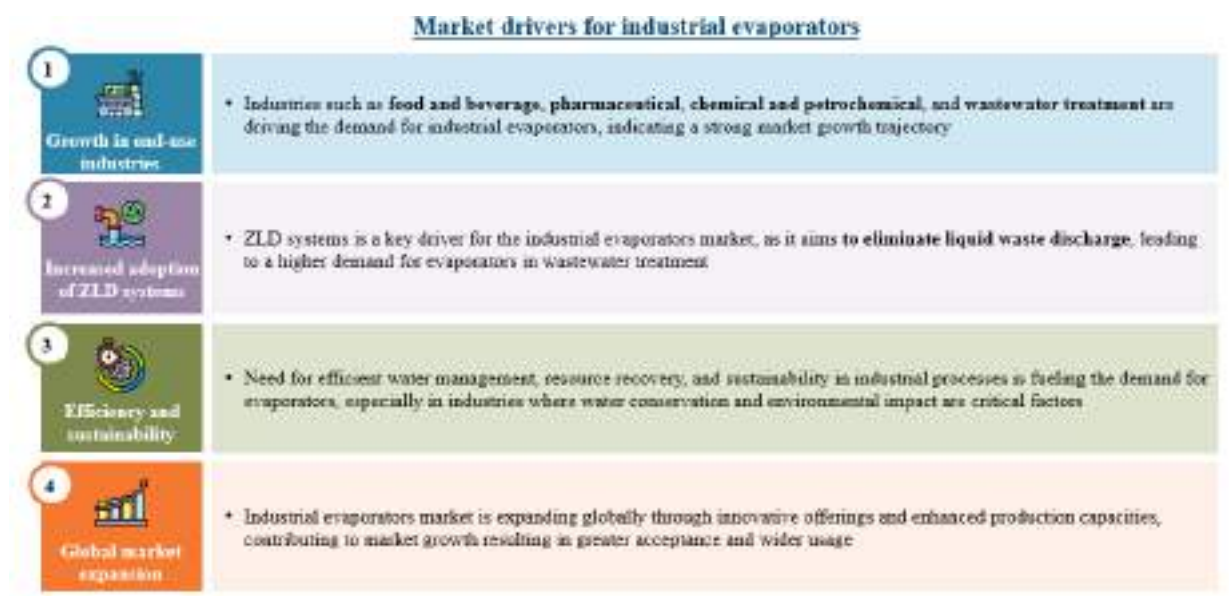 Market drivers for industrial evaporators
1
Growth in end-use
industries
• Industries such as food and beverage, pharmaceutical, chemical and petrochemical, and wastewater treatment are
driving the demand for industrial evaporators, indicating a strong market growth trajectory
2
Increased adoption
of ZLD systems
• ZLD systems is a key driver for the industrial evaporators market, as it aims to eliminate liquid waste discharge, leading
to a higher demand for evaporators in wastewater treatment
3
Efficiency and
sustainability
• Need for efficient water management, resource recovery, and sustainability in industrial processes is fueling the demand for
evaporators, especially in industries where water conservation and environmental impact are critical factors
4
Global market
expansion
• Industrial evaporators market is expanding globally through innovative offerings and enhanced production capacities,
contributing to market growth resulting in greater acceptance and wider usage